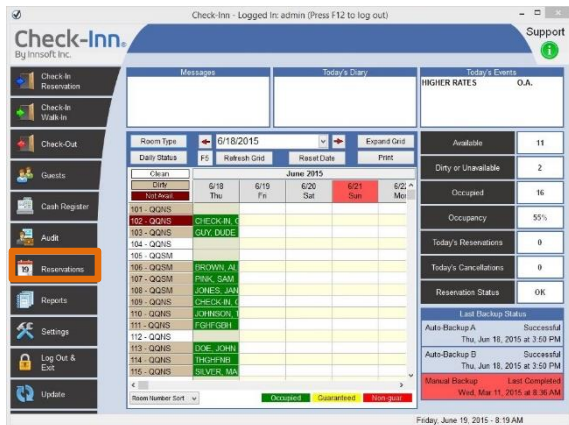 Check-Inn - Logged In: admin (Press F12 to log out)
Check-Inn®
By Innsoft Inc.
Support
Check-In
Reservation
Check-In
Walk-In
Check-Out
Guests
Cash Register
Audit
19
Reservations
Reports
Settings
Log Out &
Exit
Update
Messages
Today's Diary
Today's Events
HIGHER RATES O.A.
Room Type
6/18/2015
Expand Grid
Daily Status
F5
Refresh Grid
Reset Date
Print
Clean
Dirty
Not Avail
June 2015
6/18 6/19 6/20 6/21 6/22
Thu Fri Sat Sun Mon
101 - QQNS
102 - QQNS CHECK-IN, C
103 - QQNS GUY, DUDE
104 - QQNS
105 - QQSM
106 - QQSM BROWN, AL
107 - QQSM PINK, SAM
108 - QQSM JONES, JAN
109 - QQNS CHECK-IN, C
110 - QQNS JOHNSON, T
111 - QQNS FGHFGBH
112 - QQNS
113 - QQNS DOE, JOHN
114 - QQNS THGHFNB
115 - QQNS SILVER, MA
Room Number Sort
Occupied
Guaranteed
Non-guar
Available 11
Dirty or Unavailable 2
Occupied 16
Occupancy 55%
Today's Reservations 0
Today's Cancellations 0
Reservation Status OK
Last Backup Status
Auto-Backup A Successful
Thu, Jun 18, 2015 at 3:50 PM
Auto-Backup B Successful
Thu, Jun 18, 2015 at 3:50 PM
Manual Backup Last Completed
Wed, Mar 11, 2015 at 8:36 AM
Friday, June 19, 2015 - 8:19 AM